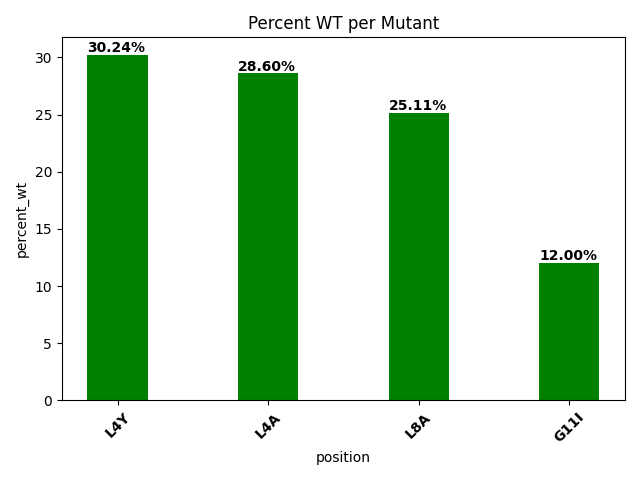 Percent WT per Mutant
30.24%
28.60%
25.11%
12.00%
30
25
20
15
10
5
0
percent_wt
L4Y
L4A
L8A
G11I
position